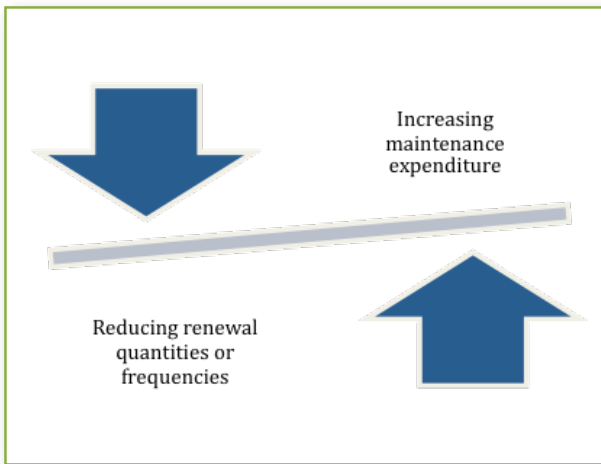 Increasing
maintenance
expenditure
Reducing renewal
quantities or
frequencies